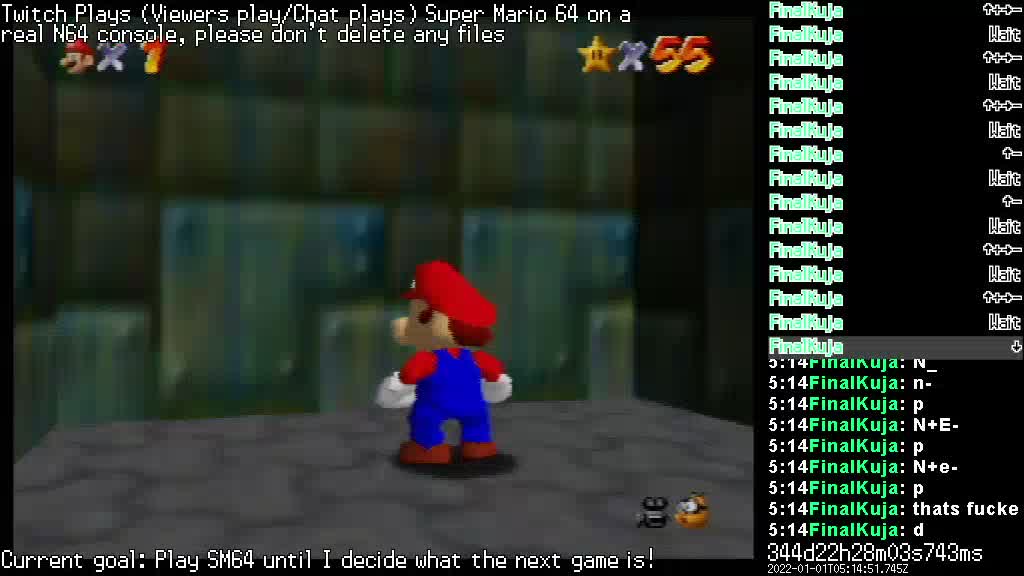 Twitch Plays (Viewers play/Chat plays) Super Mario 64 on a
real N64 console, please don't delete any files
55
FinalKuja ↑+→-
FinalKuja Wait
FinalKuja ↑+→-
FinalKuja Wait
FinalKuja ↑+→-
FinalKuja Wait
FinalKuja ↑-
FinalKuja Wait
FinalKuja ↑-
FinalKuja Wait
FinalKuja ↑+→-
FinalKuja Wait
FinalKuja ↑+→-
FinalKuja Wait
FinalKuja ↓
5:14FinalKuja: N_
5:14FinalKuja: n-
5:14FinalKuja: p
5:14FinalKuja: N+E-
5:14FinalKuja: p
5:14FinalKuja: N+e-
5:14FinalKuja: p
5:14FinalKuja: thats fucke
5:14FinalKuja: d
344d22h28m03s743ms
2022-01-01T05:14:51.745Z
Current goal: Play SM64 until I decide what the next game is!